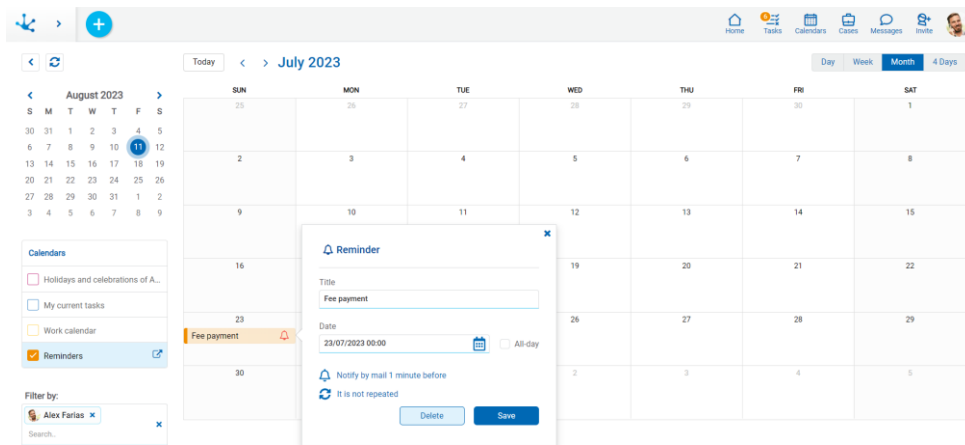 6
Home Tasks Calendars Cases Messages Invite
Today July 2023 Day Week Month 4 Days
August 2023
S M T W T F S
30 31 1 2 3 4 5
6 7 8 9 10 11 12
13 14 15 16 17 18 19
20 21 22 23 24 25 26
27 28 29 30 31 1 2
3 4 5 6 7 8 9
Calendars
Holidays and celebrations of A...
My current tasks
Work calendar
Reminders
Filter by:
Alex Farias
Search..
SUN MON TUE WED THU FRI SAT
25 26 27 28 29 30 1
2 3 4 5 6 7 8
9 10 11 12 13 14 15
16 19 20 21 22
23 26 27 28 29
Fee payment
30 2 3 4 5
Reminder
Title
Fee payment
Date
23/07/2023 00:00 All-day
Notify by mail 1 minute before
It is not repeated
Delete Save